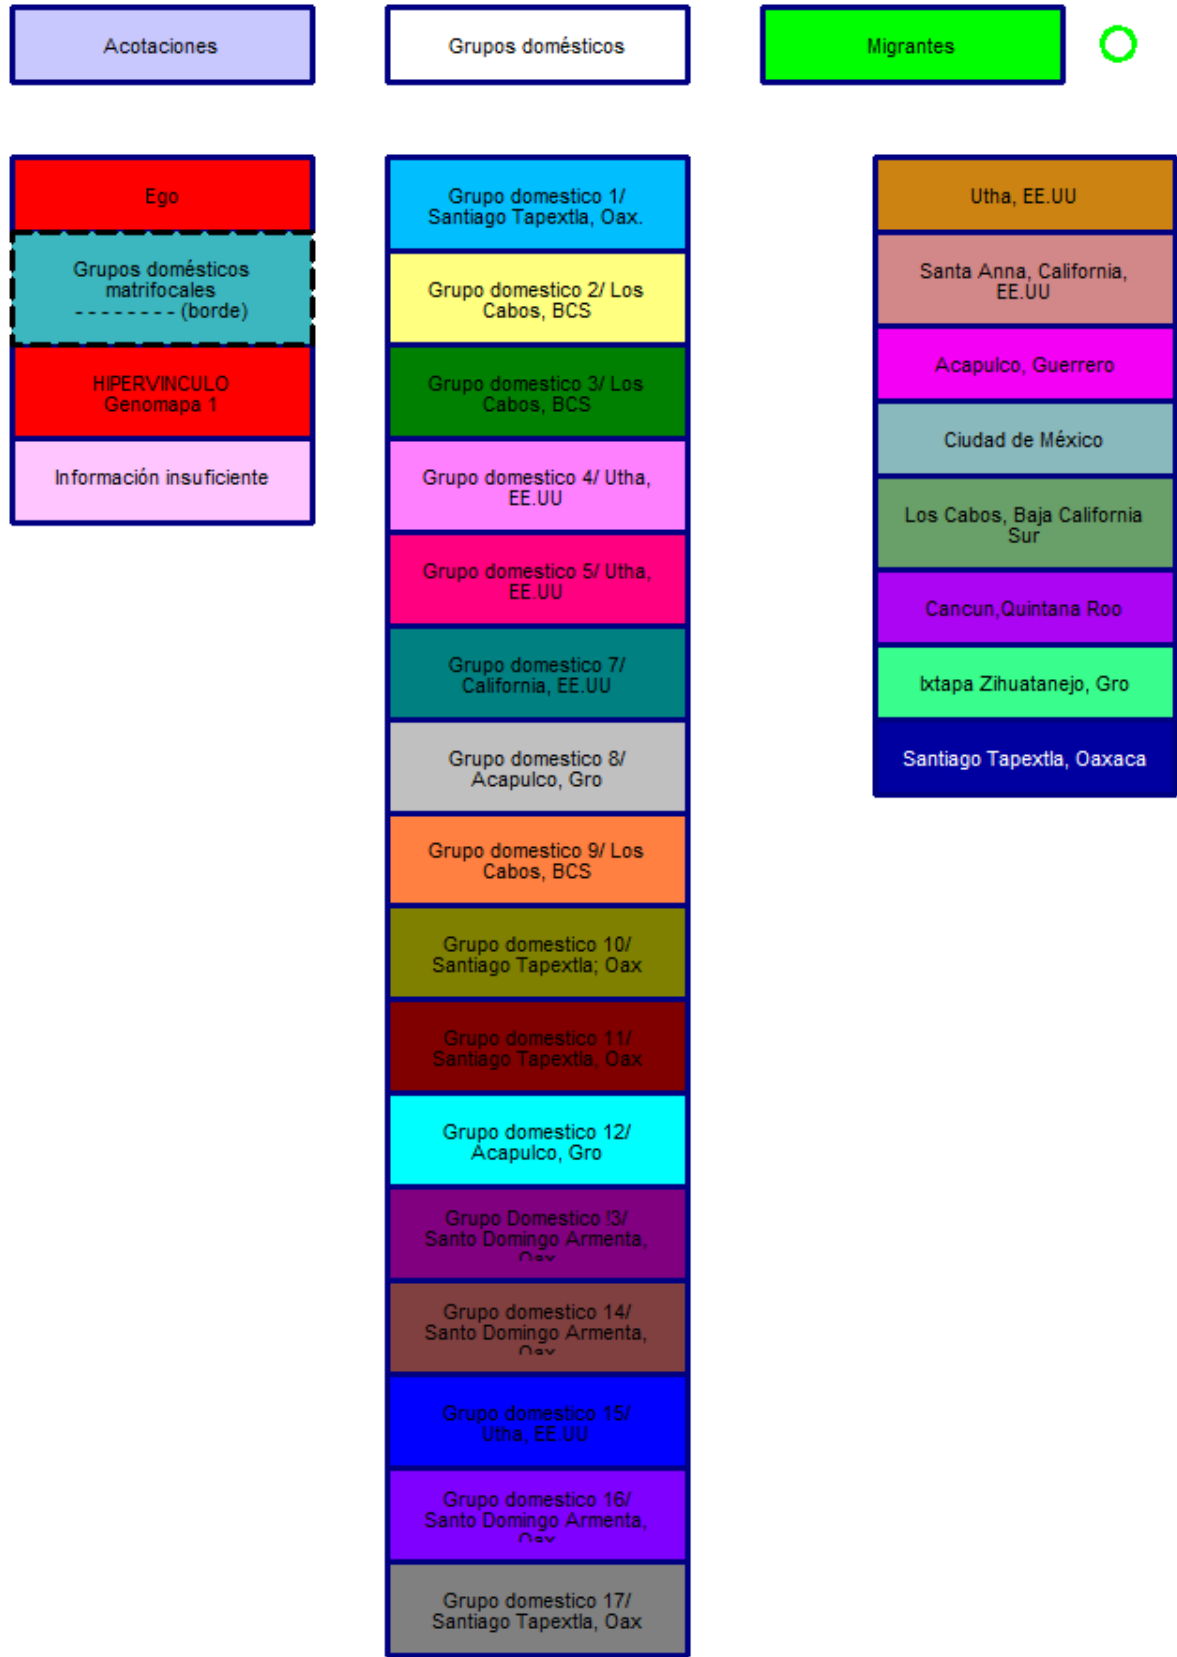 Acotaciones
Grupos domésticos
Migrantes
Ego
Grupos domésticos
matrifocales
- - - - - - - - (borde)
HIPERVINCULO
Genomapa 1
Información insuficiente
Grupo domestico 1/
Santiago Tapextla, Oax.
Grupo domestico 2/ Los
Cabos, BCS
Grupo domestico 3/ Los
Cabos, BCS
Grupo domestico 4/ Utha,
EE.UU
Grupo domestico 5/ Utha,
EE.UU
Grupo domestico 7/
California, EE.UU
Grupo domestico 8/
Acapulco, Gro
Grupo domestico 9/ Los
Cabos, BCS
Grupo domestico 10/
Santiago Tapextla; Oax
Grupo domestico 11/
Santiago Tapextla, Oax
Grupo domestico 12/
Acapulco, Gro
Grupo Domestico !3/
Santo Domingo Armenta,
Oax
Grupo domestico 14/
Santo Domingo Armenta,
Oax
Grupo domestico 15/
Utha, EE.UU
Grupo domestico 16/
Santo Domingo Armenta,
Oax
Grupo domestico 17/
Santiago Tapextla, Oax
Utha, EE.UU
Santa Anna, California,
EE.UU
Acapulco, Guerrero
Ciudad de México
Los Cabos, Baja California
Sur
Cancun,Quintana Roo
Ixtapa Zihuatanejo, Gro
Santiago Tapextla, Oaxaca